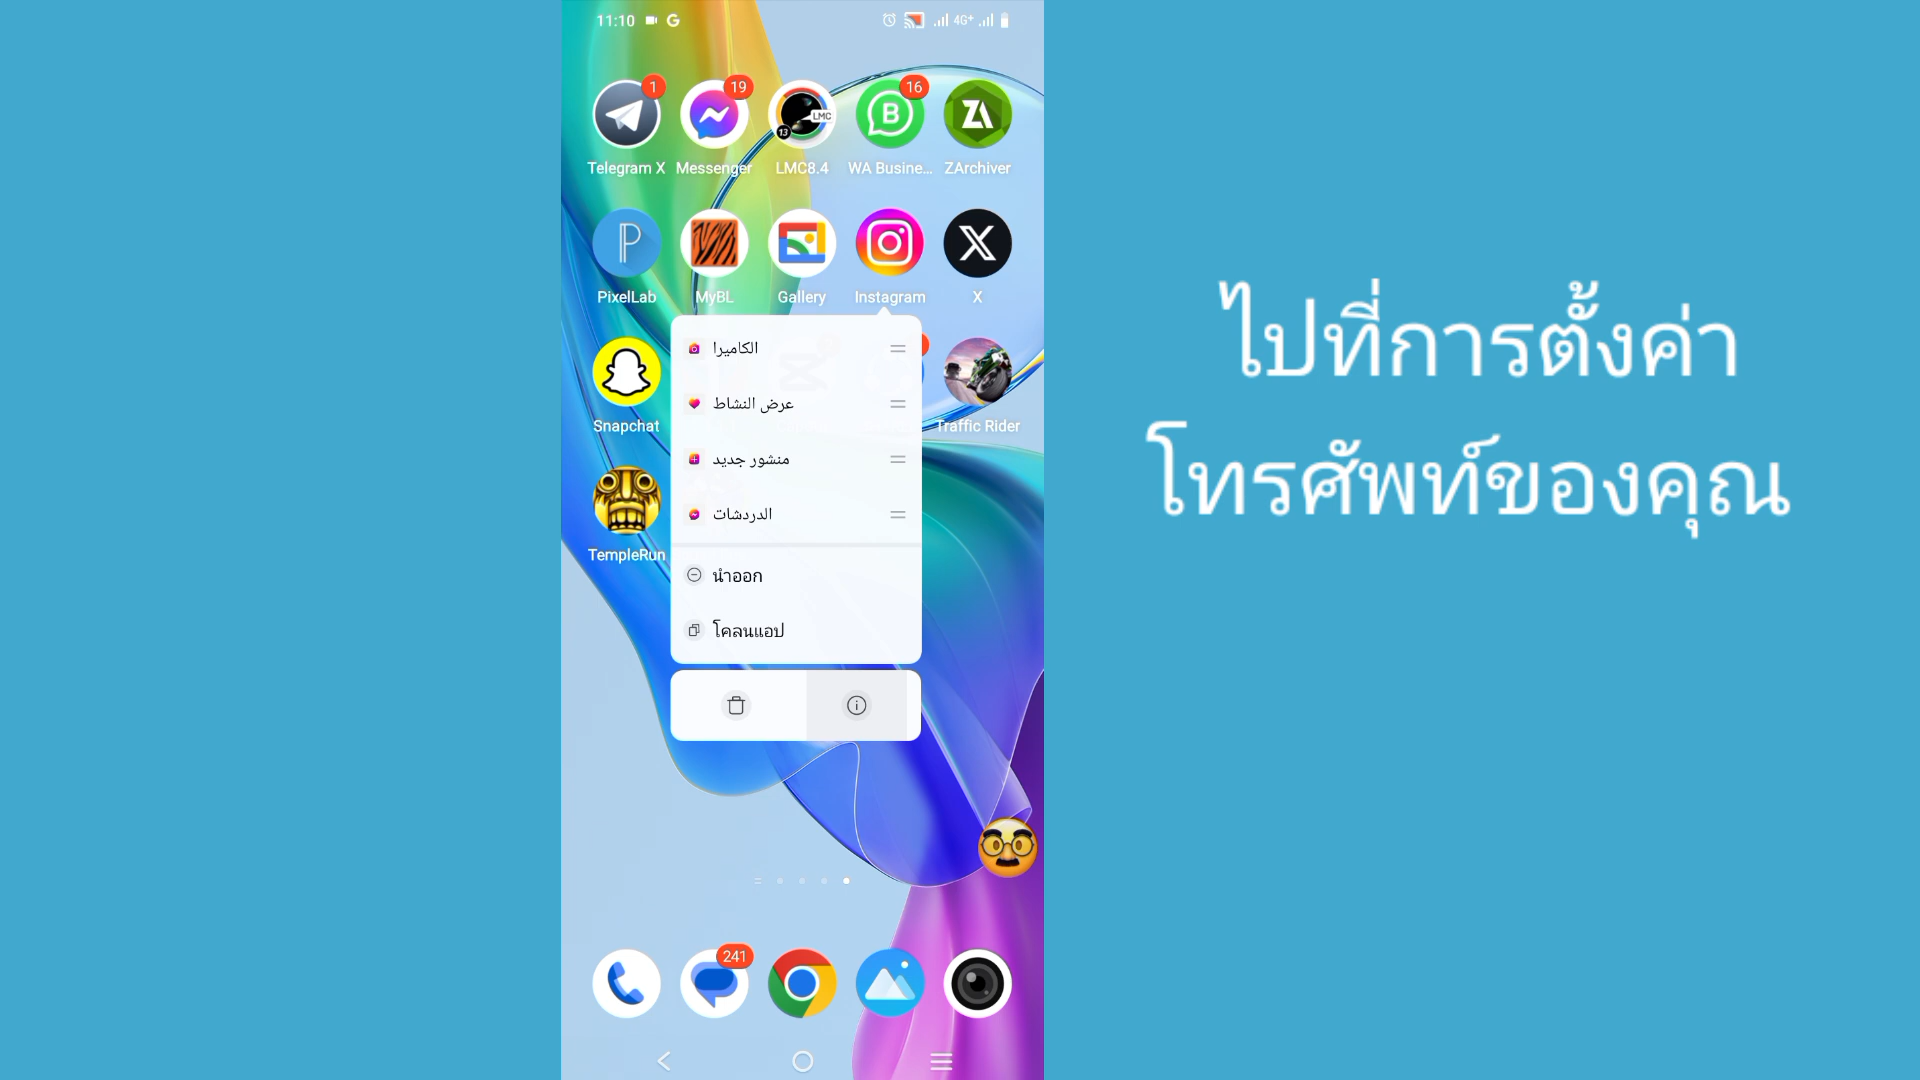 11:10
4G+
1
19
16
LMC
13
Telegram X
Messenger
LMC8.4
WA Busine...
ZArchiver
PixelLab
MyBL
Gallery
Instagram
X
الكاميرا
عرض النشاط
Snapchat
Traffic Rider
منشور جديد
الدردشات
TempleRun
นำออก
โคลนแอป
241
ไปที่การตั้งค่า
โทรศัพท์ของคุณ